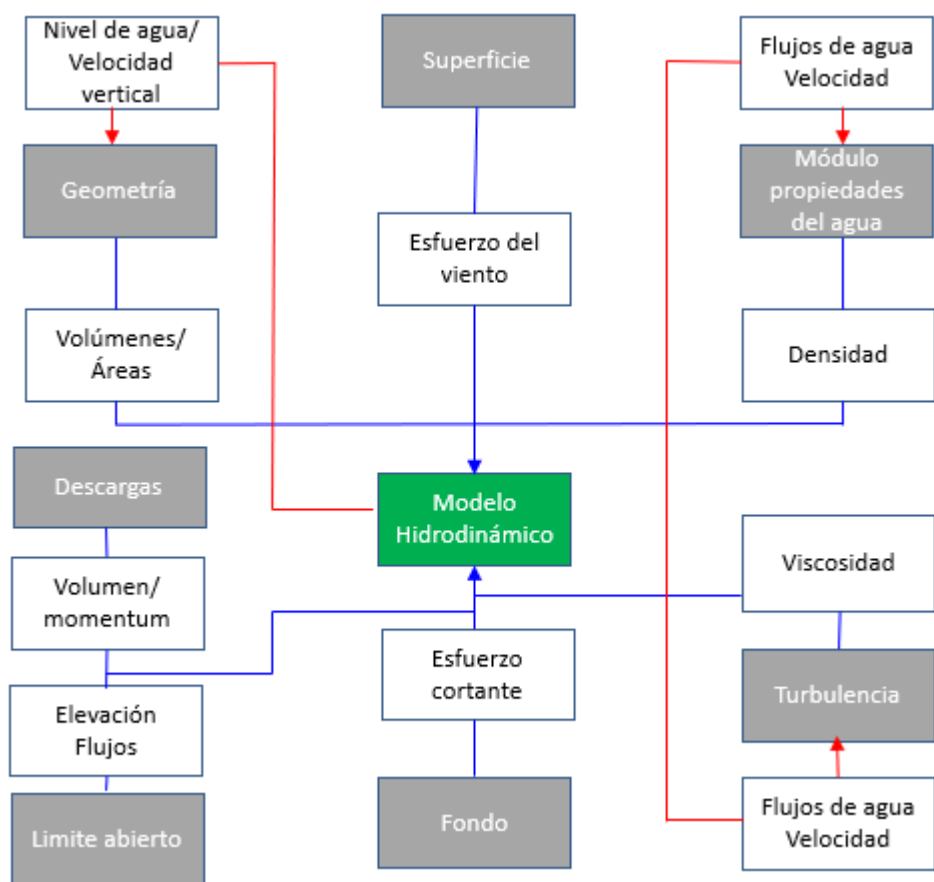 Nivel de agua/
Velocidad
vertical
Superficie
Flujos de agua
Velocidad
Geometría
Módulo
propiedades
del agua
Esfuerzo del
viento
Volúmenes/
Áreas
Densidad
Descargas
Modelo
Hidrodinámico
Volumen/
momentum
Viscosidad
Esfuerzo
cortante
Elevación
Flujos
Turbulencia
Limite abierto
Fondo
Flujos de agua
Velocidad